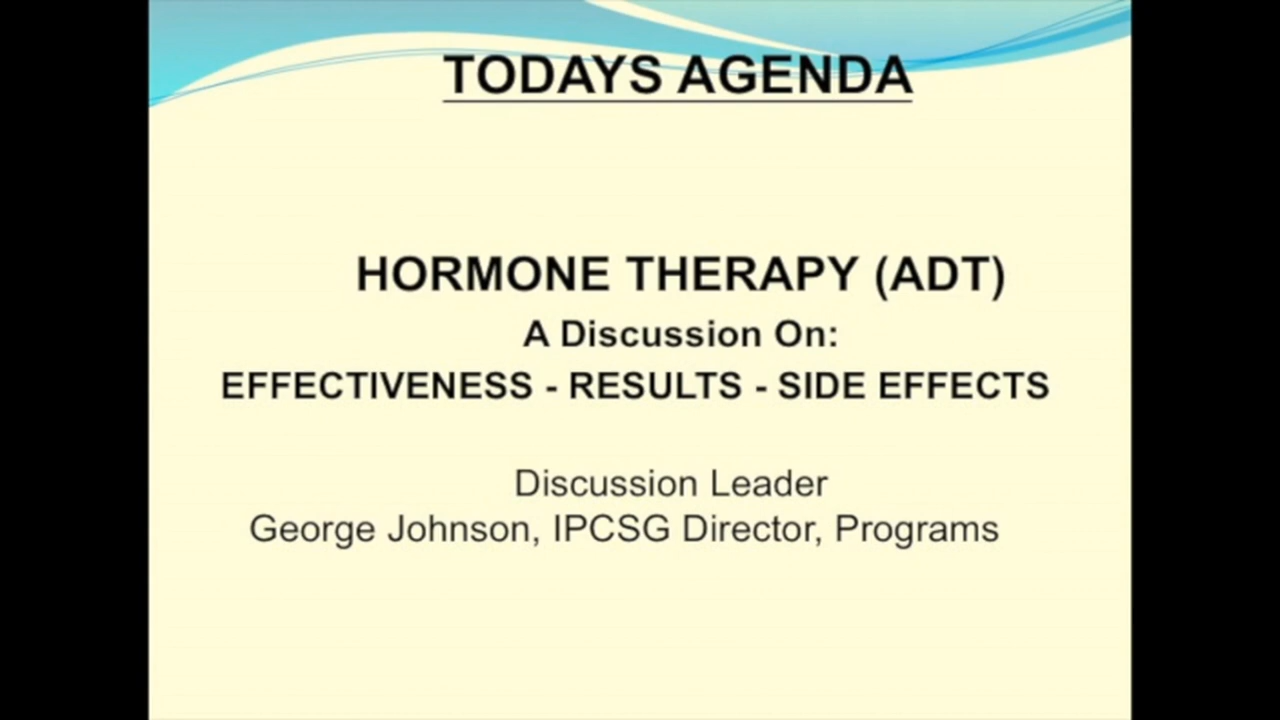 TODAYS AGENDA
HORMONE THERAPY (ADT)
A Discussion On:
EFFECTIVENESS - RESULTS - SIDE EFFECTS
Discussion Leader
George Johnson, IPCSG Director, Programs